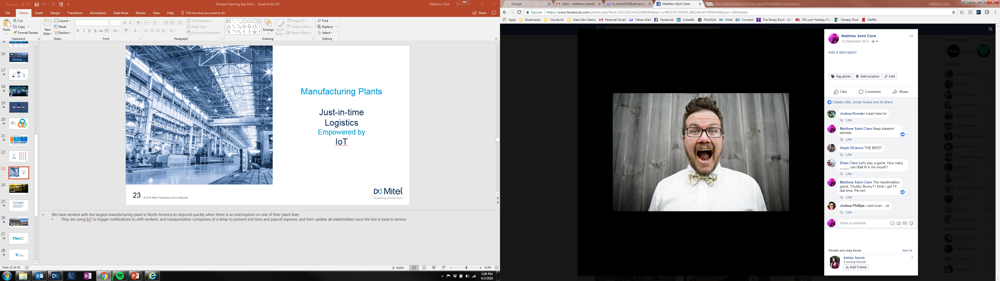 AutoSave Off
Rangers Opening Day Deck - Saved to this PC
Matthew Clare
File Home Insert Design Transitions Animations Slide Show Review View Help Tell me what you want to do
Share
Paste
Cut
Copy
Format Painter
Clipboard
New
Slide
Layout
Reset
Section
Slides
Font
Paragraph
Text Direction
Align Text
Convert to SmartArt
Arrange
Quick
Styles
Shape Fill
Shape Outline
Shape Effects
Drawing
Find
Replace
Select
Editing
16
17
18
19
20
21
22
23
24
25
26
27
70M
28
Manufacturing Plants
Just-in-time
Logistics
Empowered by
IoT
23
© 2018 Mitel. Proprietary and Confidential.
Mitel
Powering connections
• We have worked with the largest manufacturing plant in North America to respond quickly when there is an interruption on one of their plant lines
• They are using IoT to trigger notifications to shift workers, and transportation companies of a delay to prevent lost time and payroll expense, and then update all stakeholders once the line is back in service
Slide 23 of 35
Notes
114%
1:08 PM
4/3/2018
Google
Inbox - matthew.clare@
m_clare3030@yahoo.ca
Matthew Saint Clare
Saint
Secure
https://www.facebook.com/photo.php?fbid=10152614162380660&set=a.480239735659.286166.667995659&type=3&theater
Apps Bookmarks CloudLink Next-Gen Demo Personal Gmail Yahoo Mail Facebook LinkedIn Pitchfork Mitel Connect The Rosey Bowl - Sai NFL.com Fantasy Foo Fantasy Pool Netflix
Matthew Saint Clare
18 September 2014
Add a description
Tag photo Add location Edit
Like Comment Share
Celeste Côté, Jordan Rudow and 28 others
Joshua Roesler Insert here lol
3y · Like
Matthew Saint Clare Keep dreamin'
bitchtits
1
3y · Like
Steph Dickson THE BEST!
3y · Like
Brian Clare Let's play a game. How many
_____ can Matt fit in his mouth?
3y · Like
Matthew Saint Clare The marshmallow
game, Chubby Bunny? I think I got 14
last time. Pervert.
1
3y · Like
Joshua Phillips i cant even... lol
3y · Like
Write a comment...
People you may know
See All
Ashley Savoie
4 mutual friends
Add Friend